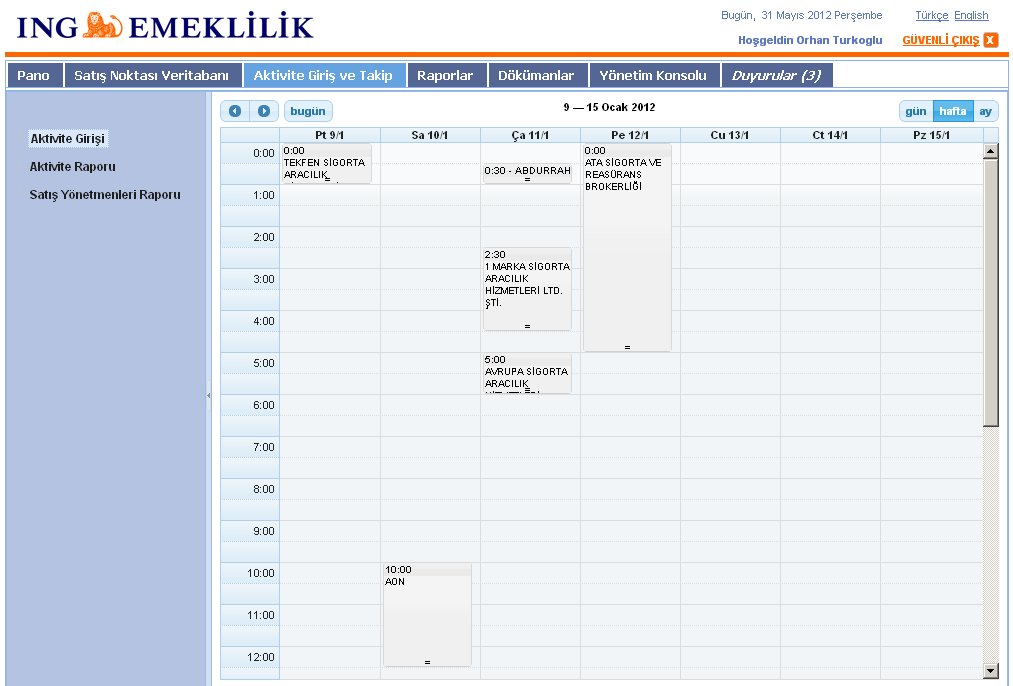 ING EMEKLİLİK
Bugün, 31 Mayıs 2012 Perşembe Türkçe English
Hoşgeldin Orhan Turkoglu GÜVENLİ ÇIKIŞ X
Pano Satış Noktası Veritabanı Aktivite Giriş ve Takip Raporlar Dökümanlar Yönetim Konsolu Duyurular (3)
Aktivite Girişi
Aktivite Raporu
Satış Yönetmenleri Raporu
bugün 9 — 15 Ocak 2012 gün hafta ay
Pt 9/1 Sa 10/1 Ça 11/1 Pe 12/1 Cu 13/1 Ct 14/1 Pz 15/1
0:00
1:00
2:00
3:00
4:00
5:00
6:00
7:00
8:00
9:00
10:00
11:00
12:00
0:00
TEKFEN SİGORTA
ARACILIK
10:00
AON
0:30 - ABDURRAH
2:30
1 MARKA SİGORTA
ARACILIK
HİZMETLERİ LTD.
ŞTİ.
5:00
AVRUPA SİGORTA
ARACILIK
0:00
ATA SİGORTA VE
REASÜRANS
BROKERLİĞİ